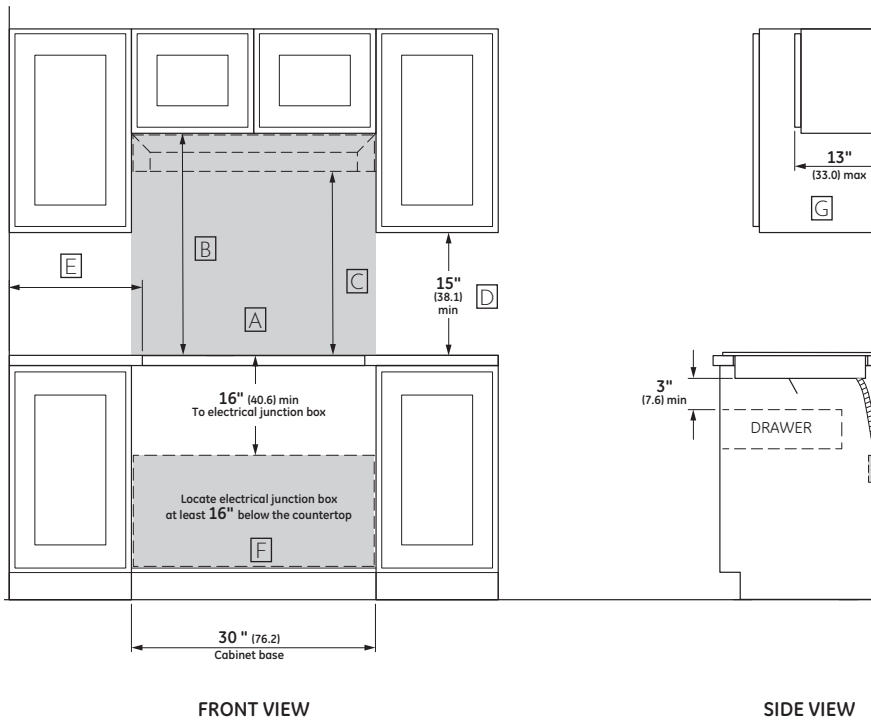 13"
(33.0) max
G
B
E
C
15"
(38.1)
min
D
A
16" (40.6) min
To electrical junction box
3"
(7.6) min
DRAWER
Locate electrical junction box
at least 16" below the countertop
F
30 " (76.2)
Cabinet base
FRONT VIEW
SIDE VIEW